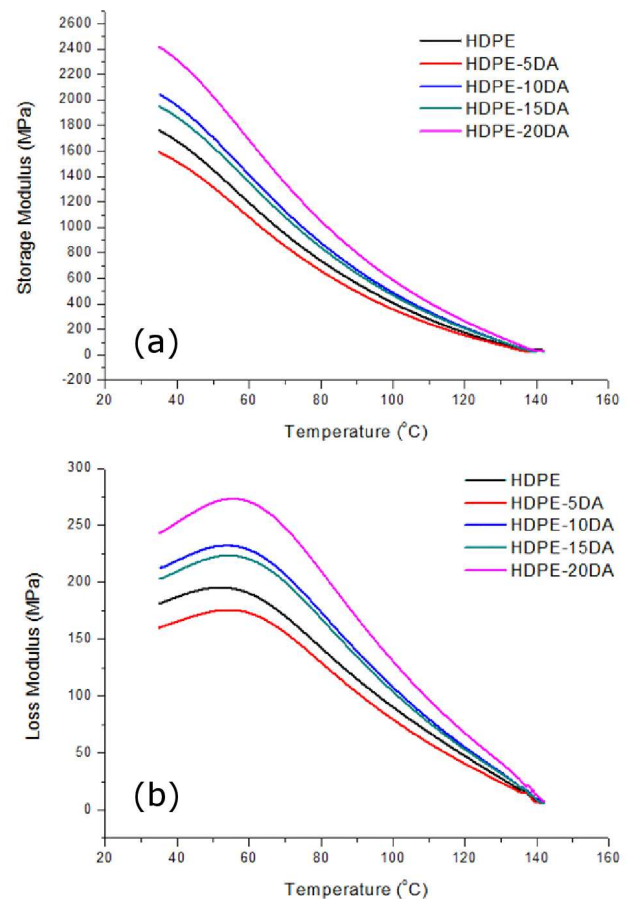 2600
2400
2200
2000
1800
1600
1400
1200
1000
800
600
400
200
0
-200
Storage Modulus (MPa)
HDPE
HDPE-5DA
HDPE-10DA
HDPE-15DA
HDPE-20DA
(a)
20 40 60 80 100 120 140 160
Temperature (°C)
300
250
200
150
100
50
0
Loss Modulus (MPa)
HDPE
HDPE-5DA
HDPE-10DA
HDPE-15DA
HDPE-20DA
(b)
20 40 60 80 100 120 140 160
Temperature (°C)